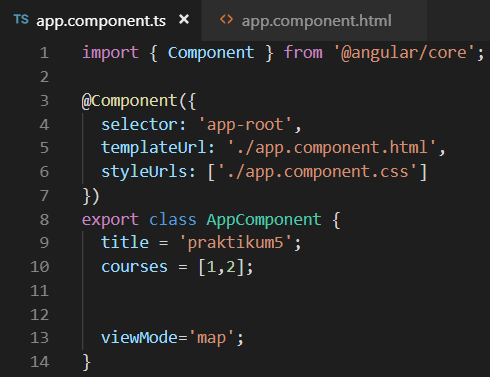 TS app.component.ts × <> app.component.html
1 import { Component } from '@angular/core';
2
3 @Component({
4   selector: 'app-root',
5   templateUrl: './app.component.html',
6   styleUrls: ['./app.component.css']
7 })
8 export class AppComponent {
9   title = 'praktikum5';
10   courses = [1,2];
11
12
13   viewMode='map';
14 }